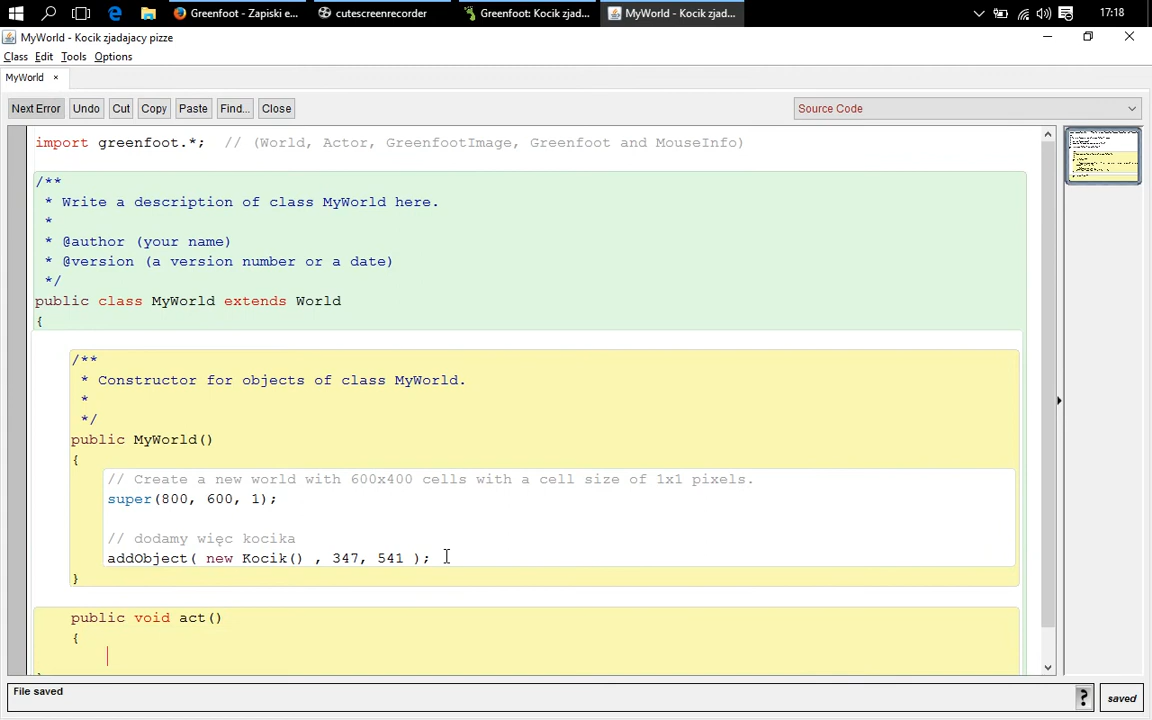 Greenfoot - Zapiski e...
cutescreenrecorder
Greenfoot: Kocik zjad...
MyWorld - Kocik zjad...
17:18
MyWorld - Kocik zjadajacy pizze
Class Edit Tools Options
MyWorld ×
Next Error Undo Cut Copy Paste Find... Close Source Code
import greenfoot.*; // (World, Actor, GreenfootImage, Greenfoot and MouseInfo)
/**
* Write a description of class MyWorld here.
*
* @author (your name)
* @version (a version number or a date)
*/
public class MyWorld extends World
{
/**
* Constructor for objects of class MyWorld.
*
*/
public MyWorld()
{
// Create a new world with 600x400 cells with a cell size of 1x1 pixels.
super(800, 600, 1);
// dodamy więc kocika
addObject( new Kocik() , 347, 541 );
}
public void act()
{
File saved
? saved